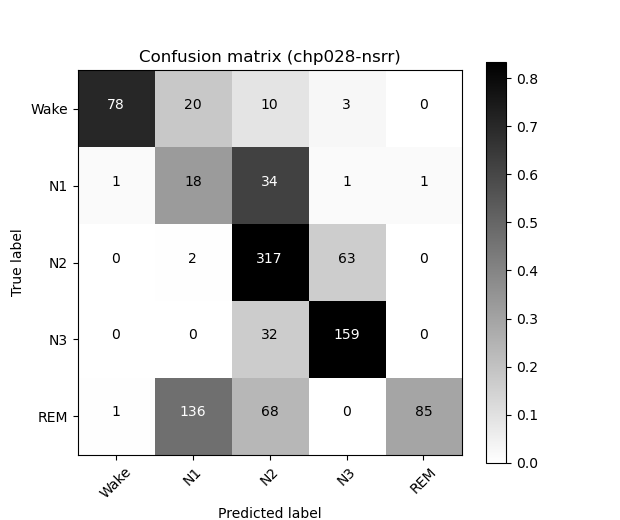 Confusion matrix (chp028-nsrr)
Wake 78 20 10 3 0
N1 1 18 34 1 1
N2 0 2 317 63 0
N3 0 0 32 159 0
REM 1 136 68 0 85
Wake N1 N2 N3 REM
True label
Predicted label
0.8
0.7
0.6
0.5
0.4
0.3
0.2
0.1
0.0